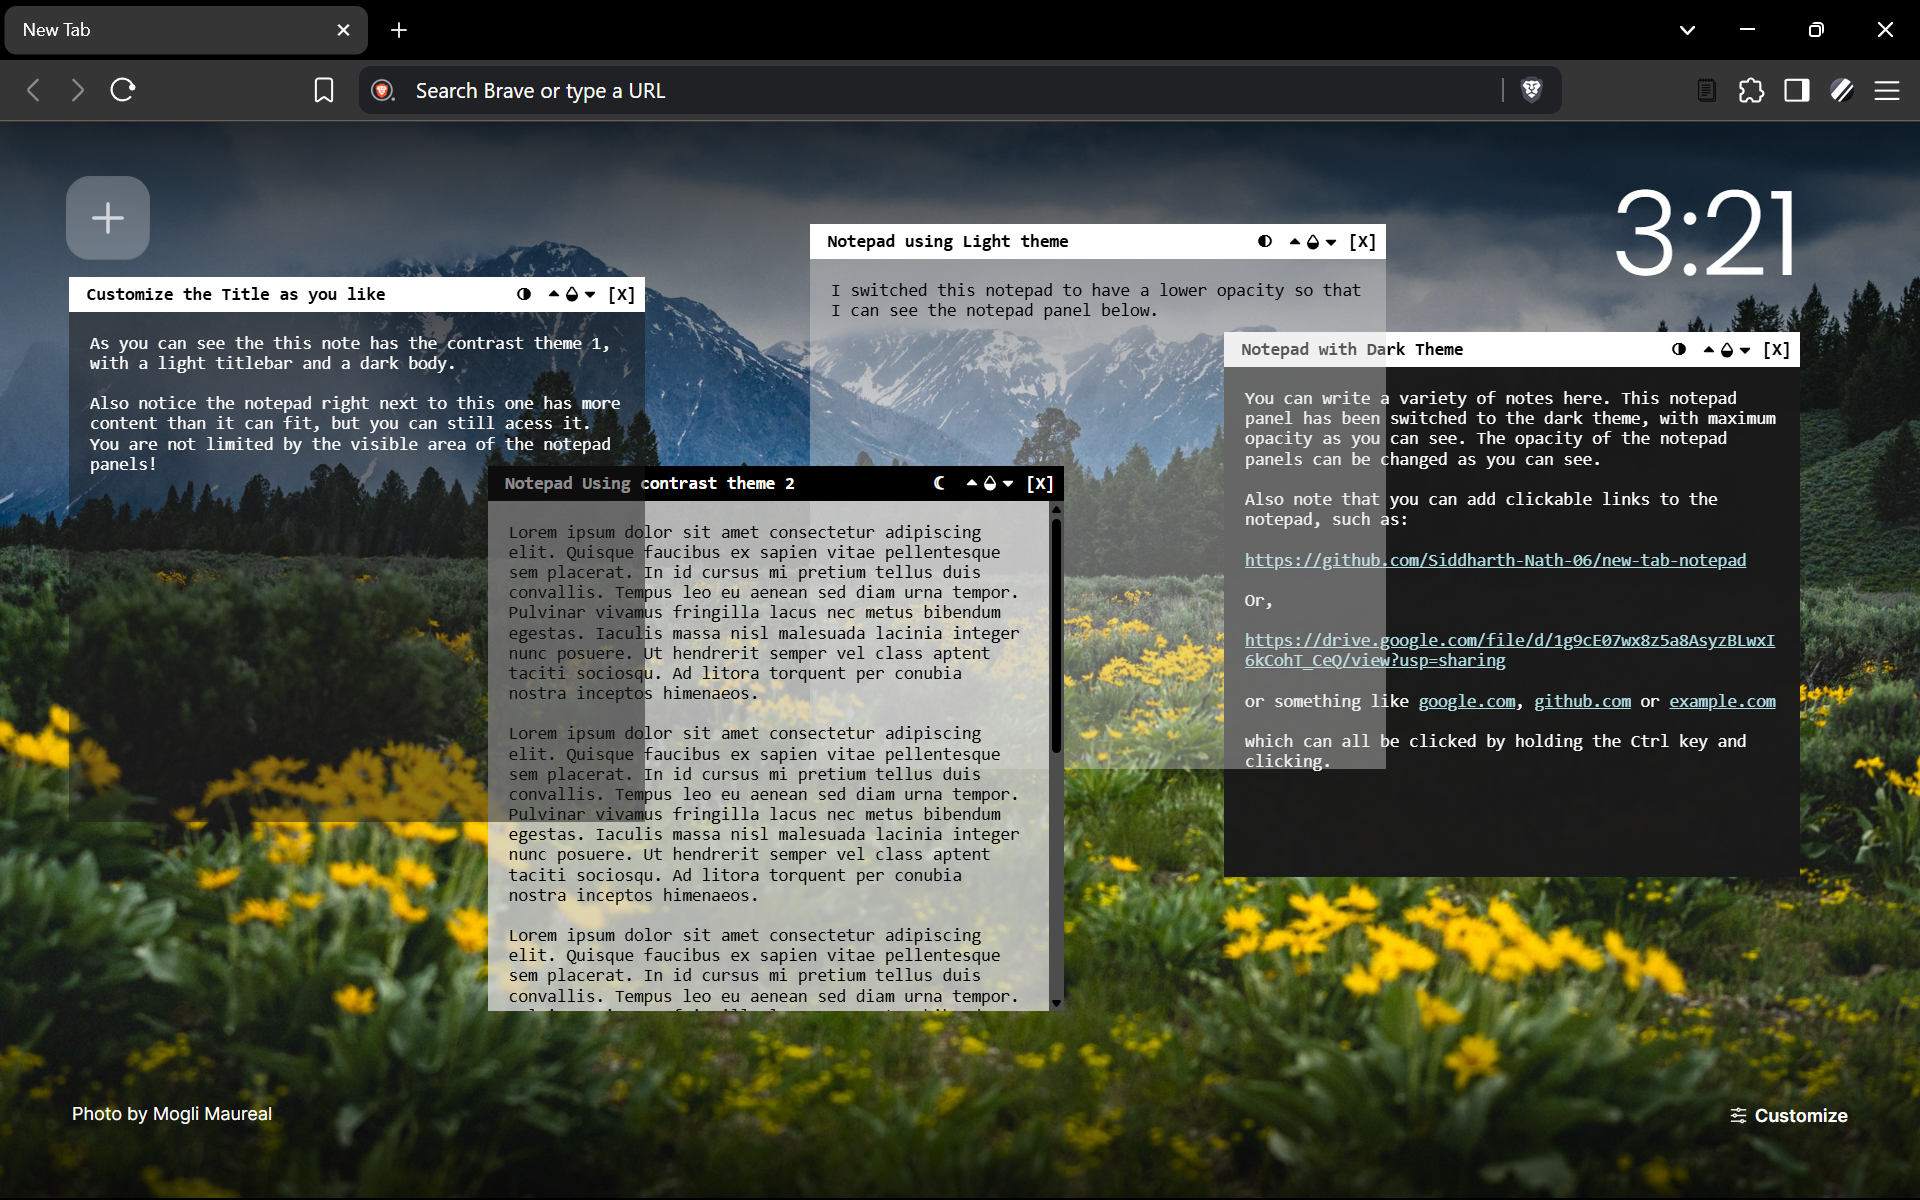 New Tab
Search Brave or type a URL
3:21
Customize the Title as you like
[X]
As you can see the this note has the contrast theme 1,
with a light titlebar and a dark body.
Also notice the notepad right next to this one has more
content than it can fit, but you can still acess it.
You are not limited by the visible area of the notepad
panels!
Notepad using Light theme
[X]
I switched this notepad to have a lower opacity so that
I can see the notepad panel below.
Notepad with Dark Theme
[X]
You can write a variety of notes here. This notepad
panel has been switched to the dark theme, with maximum
opacity as you can see. The opacity of the notepad
panels can be changed as you can see.
Also note that you can add clickable links to the
notepad, such as:
https://github.com/Siddharth-Nath-06/new-tab-notepad
Or,
https://drive.google.com/file/d/1g9cE07wx8z5a8AsyzBLwxI
6kCohT_CeQ/view?usp=sharing
or something like google.com, github.com or example.com
which can all be clicked by holding the Ctrl key and
clicking.
Notepad Using contrast theme 2
[X]
Lorem ipsum dolor sit amet consectetur adipiscing
elit. Quisque faucibus ex sapien vitae pellentesque
sem placerat. In id cursus mi pretium tellus duis
convallis. Tempus leo eu aenean sed diam urna tempor.
Pulvinar vivamus fringilla lacus nec metus bibendum
egestas. Iaculis massa nisl malesuada lacinia integer
nunc posuere. Ut hendrerit semper vel class aptent
taciti sociosqu. Ad litora torquent per conubia
nostra inceptos himenaeos.
Lorem ipsum dolor sit amet consectetur adipiscing
elit. Quisque faucibus ex sapien vitae pellentesque
sem placerat. In id cursus mi pretium tellus duis
convallis. Tempus leo eu aenean sed diam urna tempor.
Pulvinar vivamus fringilla lacus nec metus bibendum
egestas. Iaculis massa nisl malesuada lacinia integer
nunc posuere. Ut hendrerit semper vel class aptent
taciti sociosqu. Ad litora torquent per conubia
nostra inceptos himenaeos.
Lorem ipsum dolor sit amet consectetur adipiscing
elit. Quisque faucibus ex sapien vitae pellentesque
sem placerat. In id cursus mi pretium tellus duis
convallis. Tempus leo eu aenean sed diam urna tempor.
Photo by Mogli Maureal
Customize